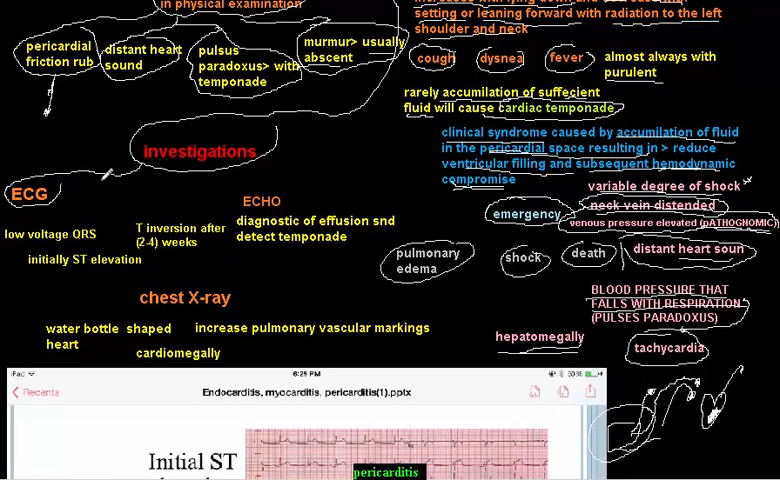 in physical examination
pericardial
friction rub
distant heart
sound
pulsus
paradoxus> with
temponade
murmur> usually
abscent
setting or leaning forward with radiation to the left
shoulder and neck
cough
dysnea
fever
almost always with
purulent
rarely accumilation of suffecient
fluid will cause cardiac temponade
clinical syndrome caused by accumilation of fluid
in the pericardial space resulting in > reduce
ventricular filling and subsequent hemodynamic
compromise
investigations
ECG
low voltage QRS
T inversion after
(2-4) weeks
initially ST elevation
ECHO
diagnostic of effusion snd
detect temponade
variable degree of shock
neck vein distended
emergency
venous pressure elevated (pATHOGNOMIC)
pulmonary
edema
shock
death
distant heart soun
BLOOD PRESSURE THAT
FALLS WITH RESPIRATION
(PULSES PARADOXUS)
hepatomegally
tachycardia
chest X-ray
water bottle shaped
heart
increase pulmonary vascular markings
cardiomegally
iPad
6:25 PM
50%
Recents
Endocarditis, myocarditis, pericarditis(1).pptx
Initial ST
pericarditis